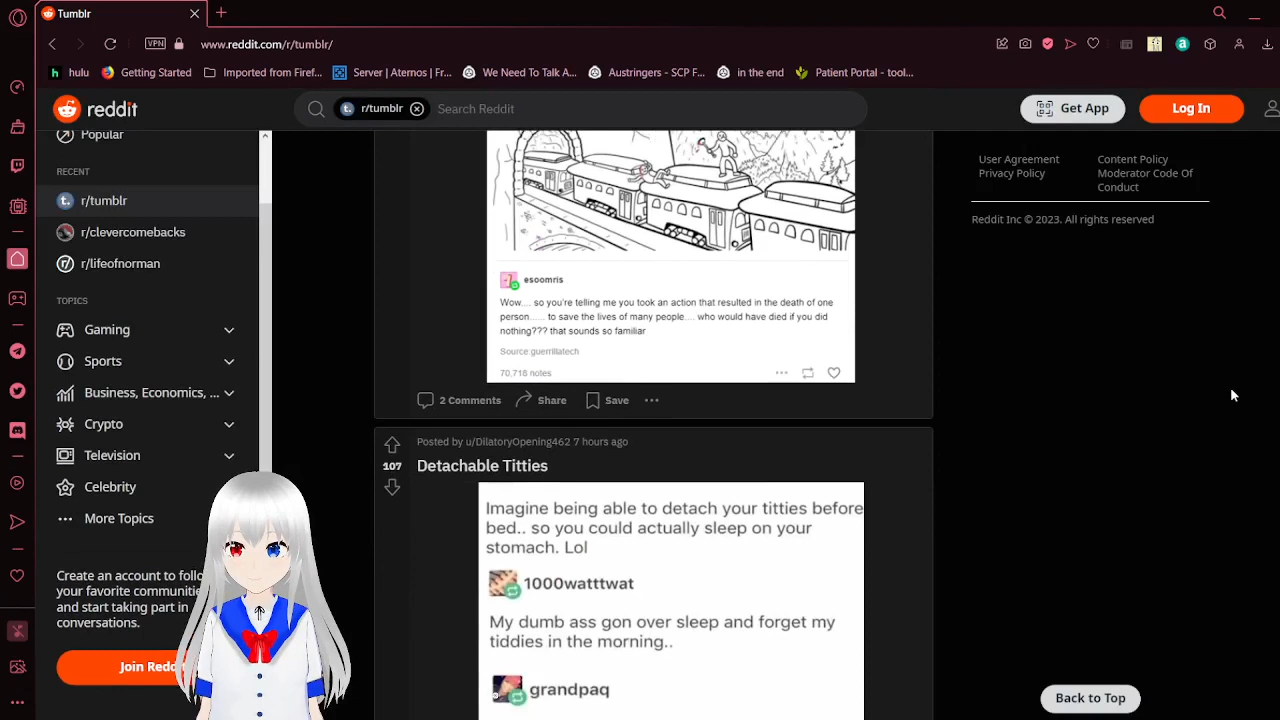 Tumblr
VPN
www.reddit.com/r/tumblr/
h hulu
Getting Started
Imported from Firef...
Server | Aternos | Fr...
We Need To Talk A...
Austringers - SCP F...
in the end
Patient Portal - tool...
reddit
r/tumblr
Search Reddit
Get App
Log In
Popular
RECENT
r/tumblr
r/clevercomebacks
r/lifeofnorman
TOPICS
Gaming
Sports
Business, Economics, ...
Crypto
Television
Celebrity
More Topics
Create an account to follo
your favorite communitie
and start taking part in
conversations.
Join Redd
esoomris
Wow.... so you're telling me you took an action that resulted in the death of one
person...... to save the lives of many people.... who would have died if you did
nothing??? that sounds so familiar
Source:guerrillatech
70,718 notes
2 Comments
Share
Save
Posted by u/DilatoryOpening462 7 hours ago
107
Detachable Titties
Imagine being able to detach your titties before
bed.. so you could actually sleep on your
stomach. Lol
1000watttwat
My dumb ass gon over sleep and forget my
tiddies in the morning..
grandpaq
User Agreement
Content Policy
Privacy Policy
Moderator Code Of
Conduct
Reddit Inc © 2023. All rights reserved
Back to Top